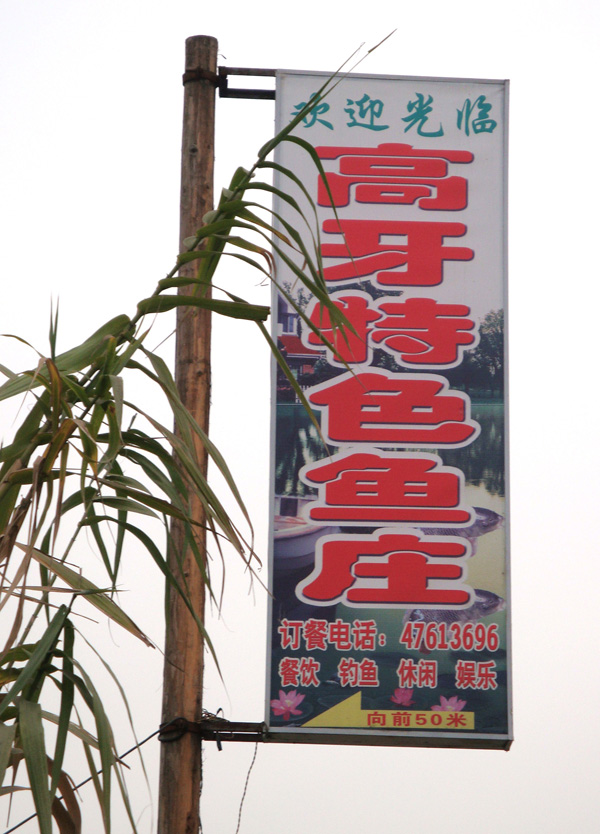 欢迎光临
高牙特色鱼庄
订餐电话：47613696
餐饮 钓鱼 休闲 娱乐
向前50米